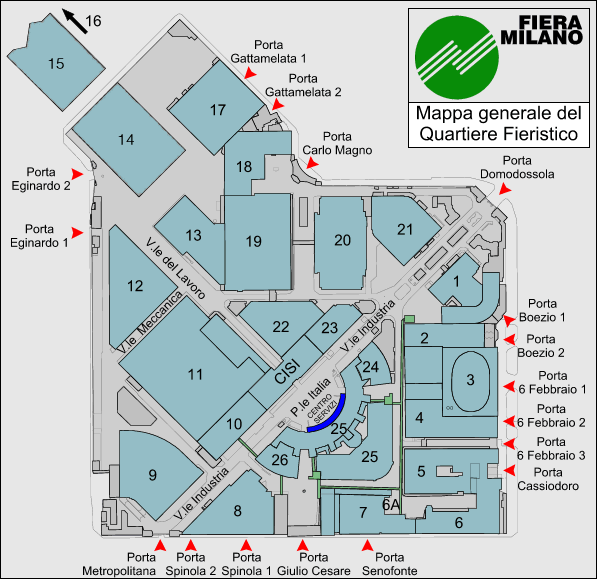 16
FIERA
MILANO
Mappa generale del
Quartiere Fieristico
Porta
Gattamelata 1
Porta
Gattamelata 2
Porta
Carlo Magno
Porta
Domodossola
Porta
Eginardo 2
Porta
Eginardo 1
15
17
14
18
13
19
20
21
1
12
V.le del Lavoro
V.le Meccanica
22
23
V.le Industria
2
Porta
Boezio 1
Porta
Boezio 2
11
CISI
24
3
P.le Italia
CENTRO
SERVIZI
Porta
6 Febbraio 1
10
25
4
Porta
6 Febbraio 2
Porta
6 Febbraio 3
9
26
25
5
Porta
Cassiodoro
V.le Industria
8
7
6A
6
Porta
Metropolitana
Porta
Spinola 2
Porta
Spinola 1
Porta
Giulio Cesare
Porta
Senofonte